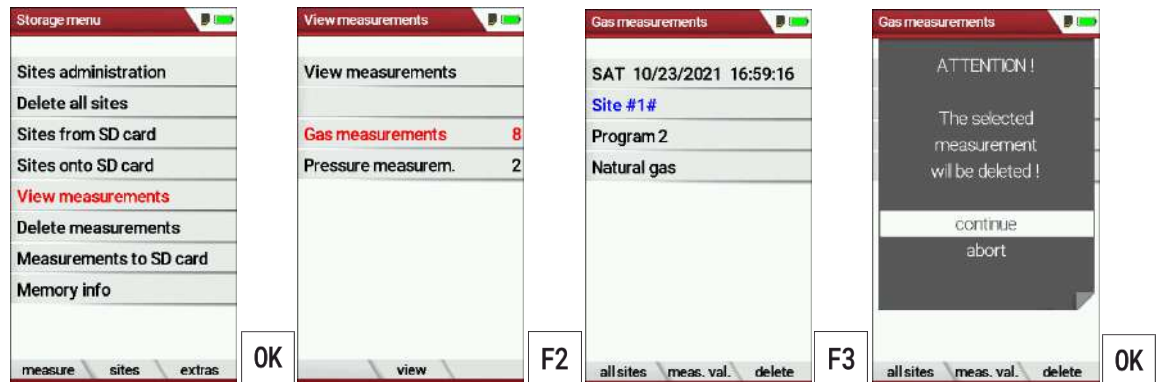 Storage menu
Sites administration
Delete all sites
Sites from SD card
Sites onto SD card
View measurements
Delete measurements
Measurements to SD card
Memory info
measure sites extras
OK
View measurements
View measurements
Gas measurements 8
Pressure measurem. 2
view
F2
Gas measurements
SAT 10/23/2021 16:59:16
Site #1#
Program 2
Natural gas
all sites meas. val. delete
F3
Gas measurements
ATTENTION !
The selected
measurement
will be deleted !
continue
abort
all sites meas. val. delete
OK